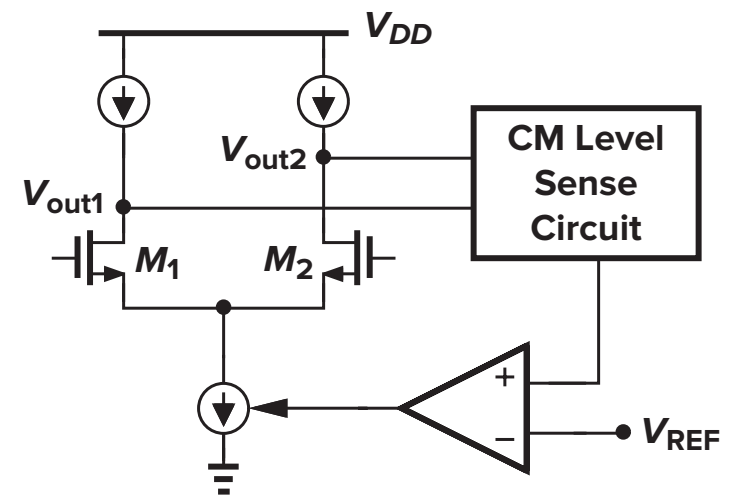 VDD
Vout2
CM Level
Sense
Circuit
Vout1
M1
M2
+
−
VREF